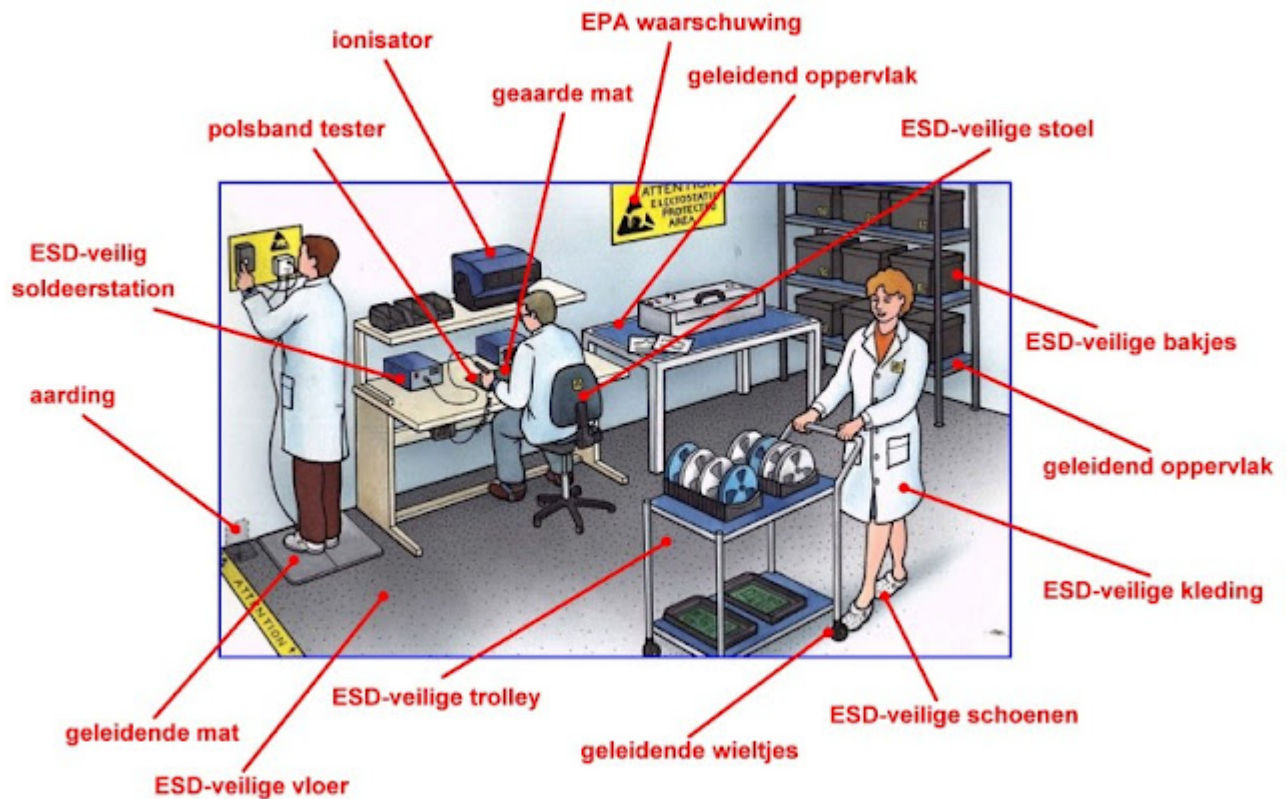 EPA waarschuwing
ionisator
geleidend oppervlak
geaarde mat
polsband tester
ESD-veilige stoel
ATTENTION
ELECTOSTATIC
PROTECTED
AREA
ESD-veilig
soldeerstation
ESD-veilige bakjes
aarding
geleidend oppervlak
ESD-veilige kleding
ATTENTION
ESD-veilige trolley
ESD-veilige schoenen
geleidende mat
geleidende wieltjes
ESD-veilige vloer